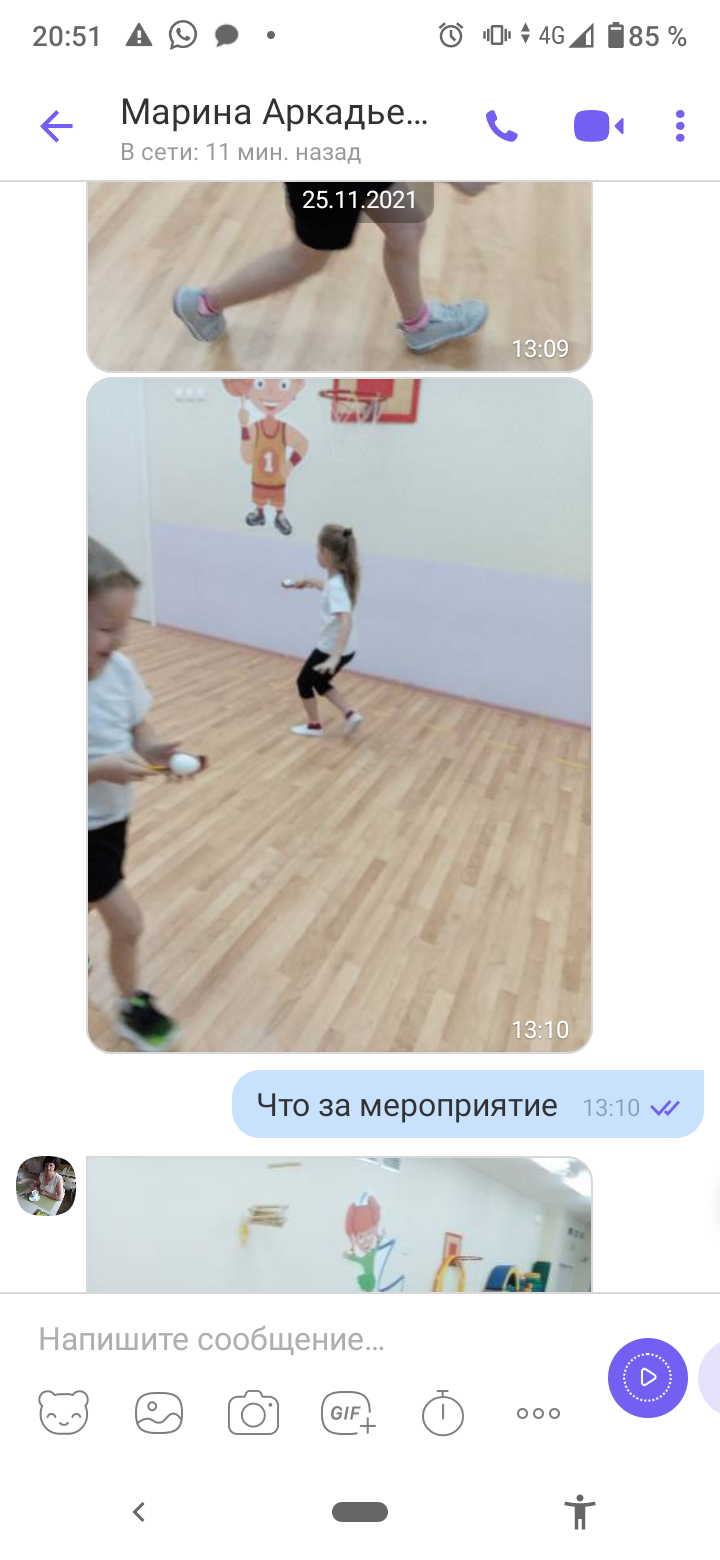 20:51 4G 85 %
Марина Аркадье...
В сети: 11 мин. назад
25.11.2021
13:09
1
13:10
Что за мероприятие 13:10
Напишите сообщение...
GIF